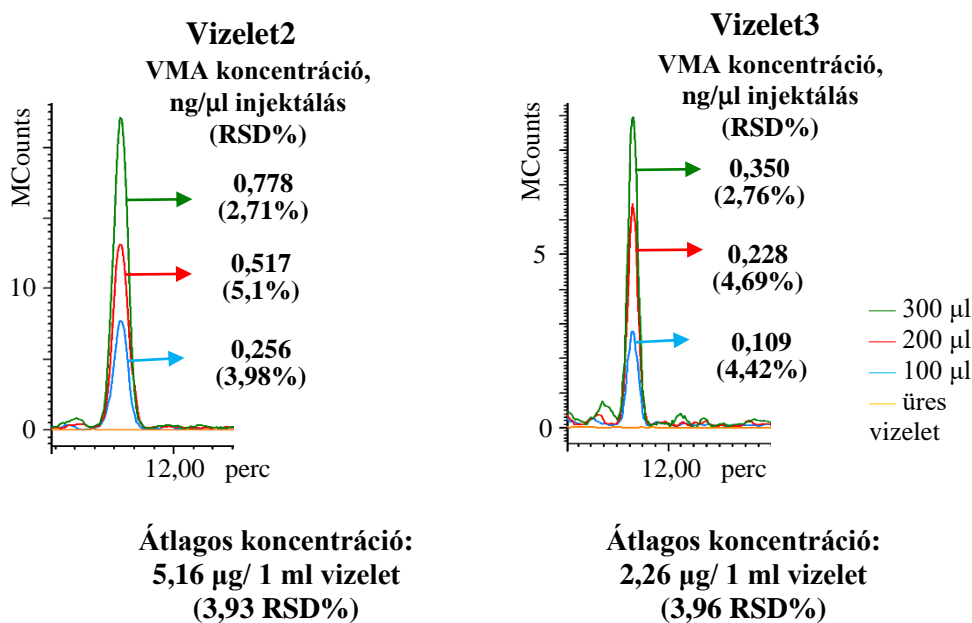 Vizelet2
VMA koncentráció,
ng/μl injektálás
(RSD%)
MCounts
0,778
(2,71%)
0,517
(5,1%)
10
0,256
(3,98%)
0
12,00 perc
Átlagos koncentráció:
5,16 μg/ 1 ml vizelet
(3,93 RSD%)
Vizelet3
VMA koncentráció,
ng/μl injektálás
(RSD%)
MCounts
0,350
(2,76%)
5
0,228
(4,69%)
0,109
(4,42%)
0
12,00 perc
300 μl
200 μl
100 μl
üres
vizelet
Átlagos koncentráció:
2,26 μg/ 1 ml vizelet
(3,96 RSD%)